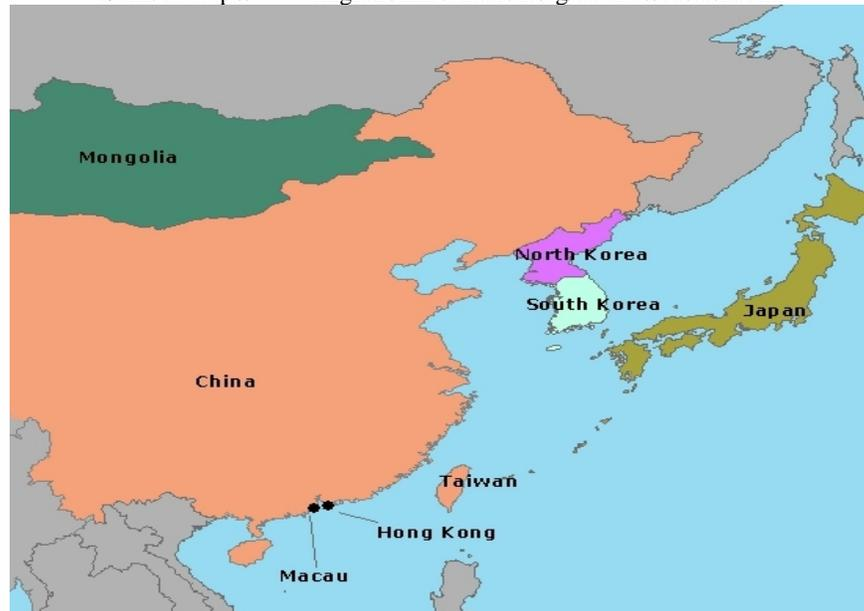 Mongolia
North Korea
South Korea
Japan
China
Taiwan
Hong Kong
Macau